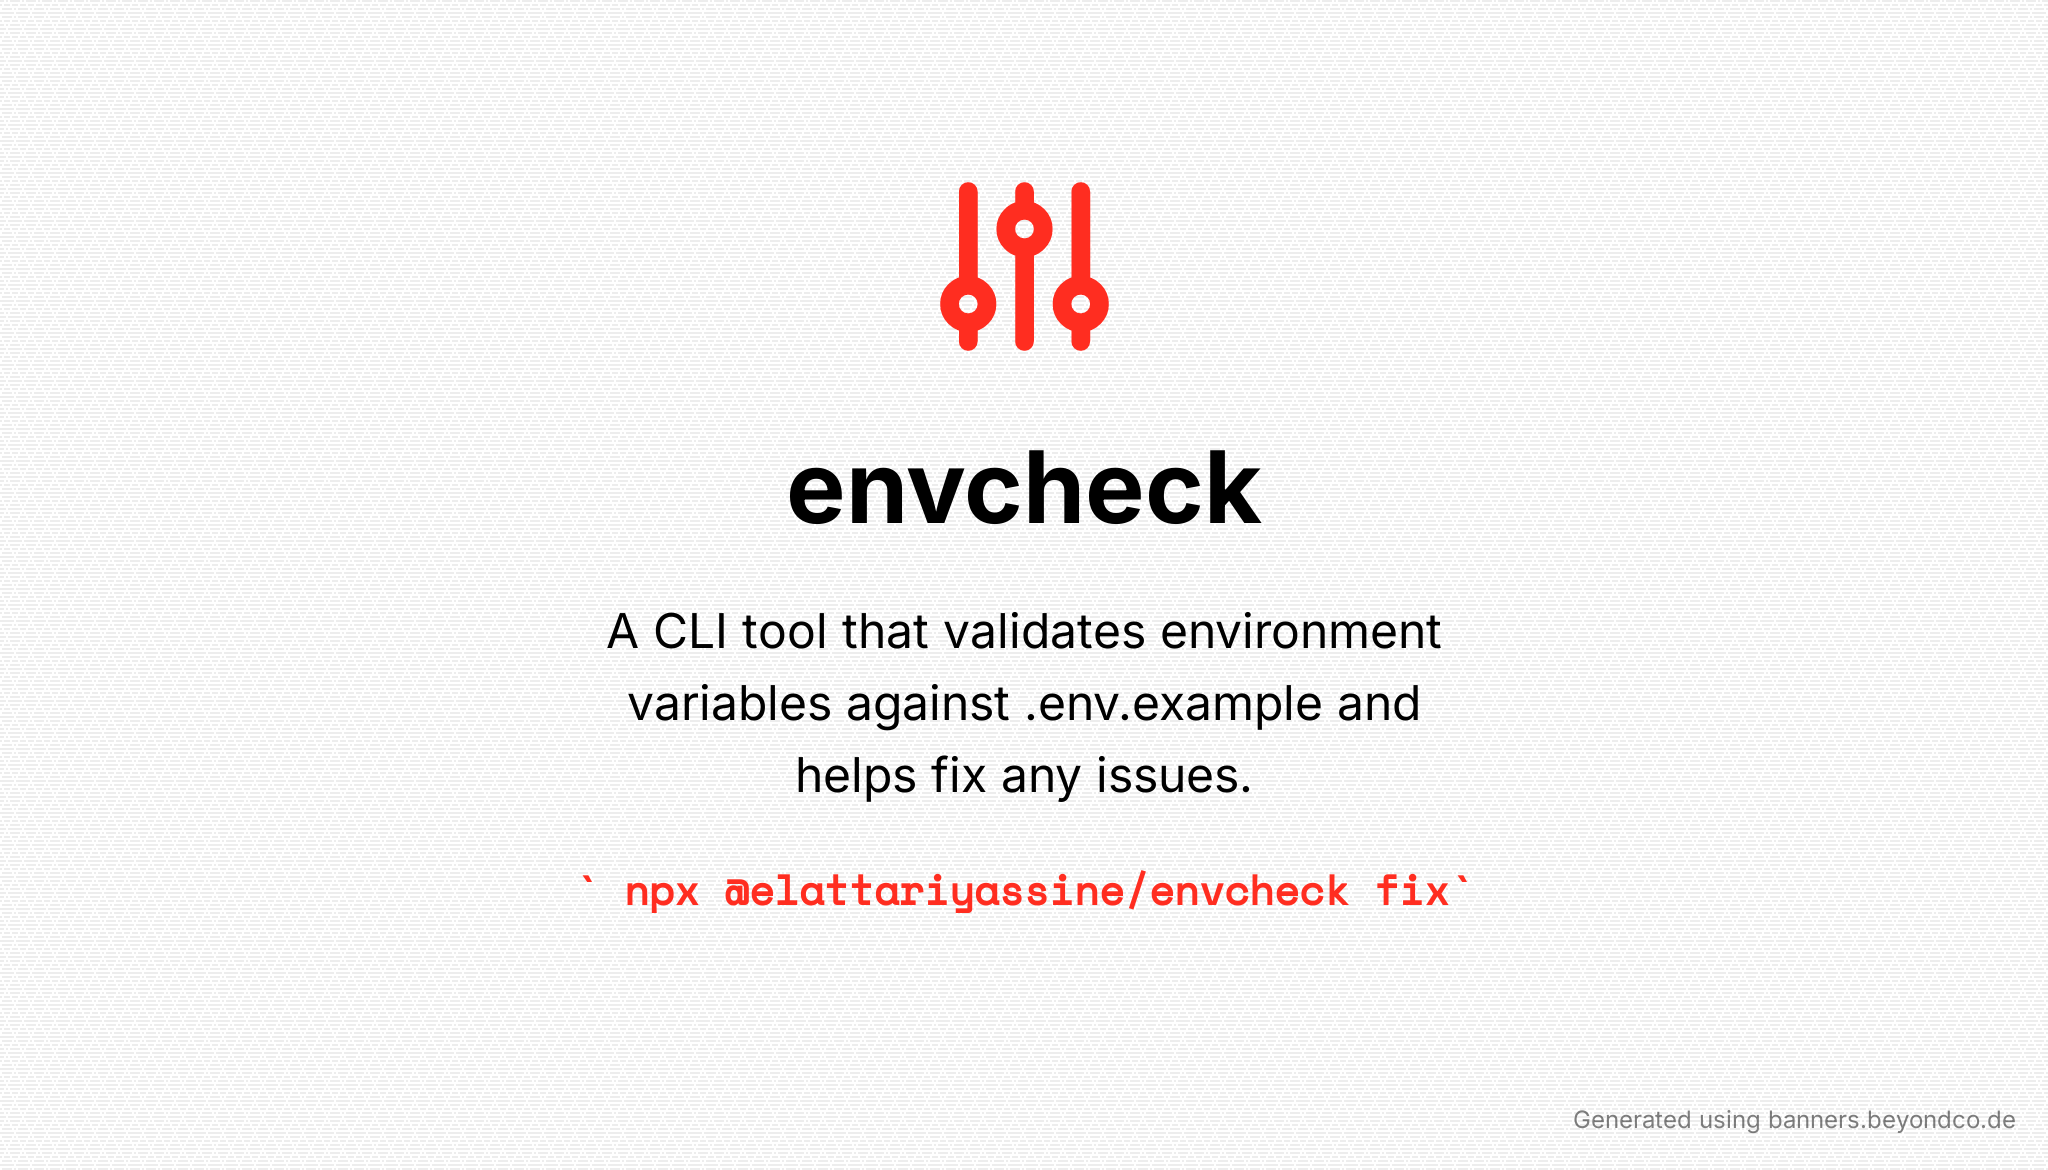 envcheck
A CLI tool that validates environment
variables against .env.example and
helps fix any issues.
` npx @elattariyassine/envcheck fix`
Generated using banners.beyondco.de